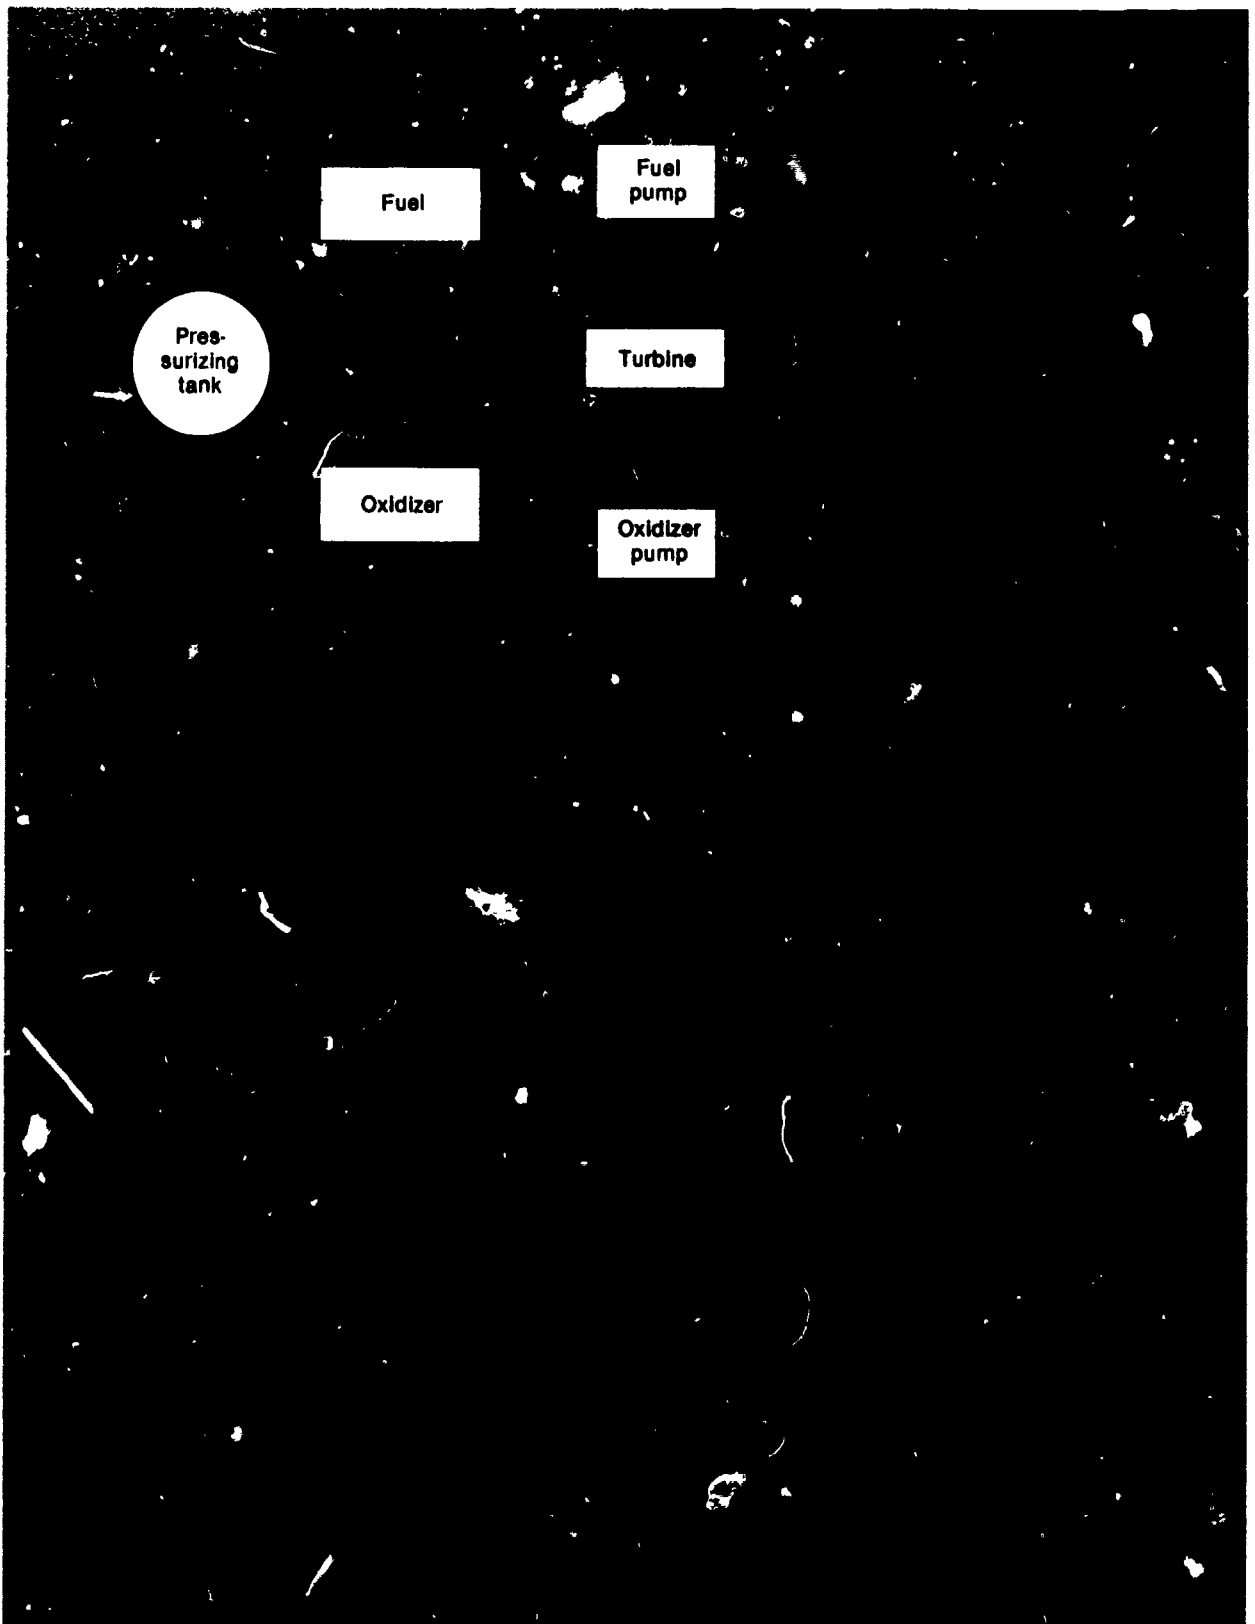 Fuel
Fuel
pump
Pres-
surizing
tank
Turbine
Oxidizer
Oxidizer
pump